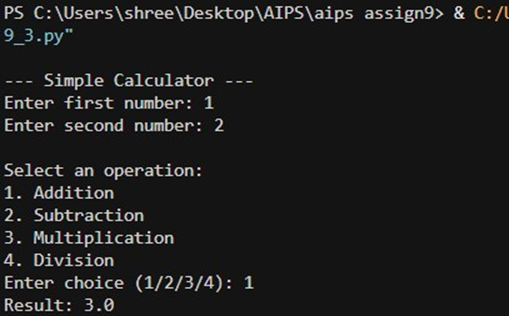 PS C:\Users\shree\Desktop\AIPS\aips assign9> & C:/
9_3.py"
--- Simple Calculator ---
Enter first number: 1
Enter second number: 2
Select an operation:
1. Addition
2. Subtraction
3. Multiplication
4. Division
Enter choice (1/2/3/4): 1
Result: 3.0